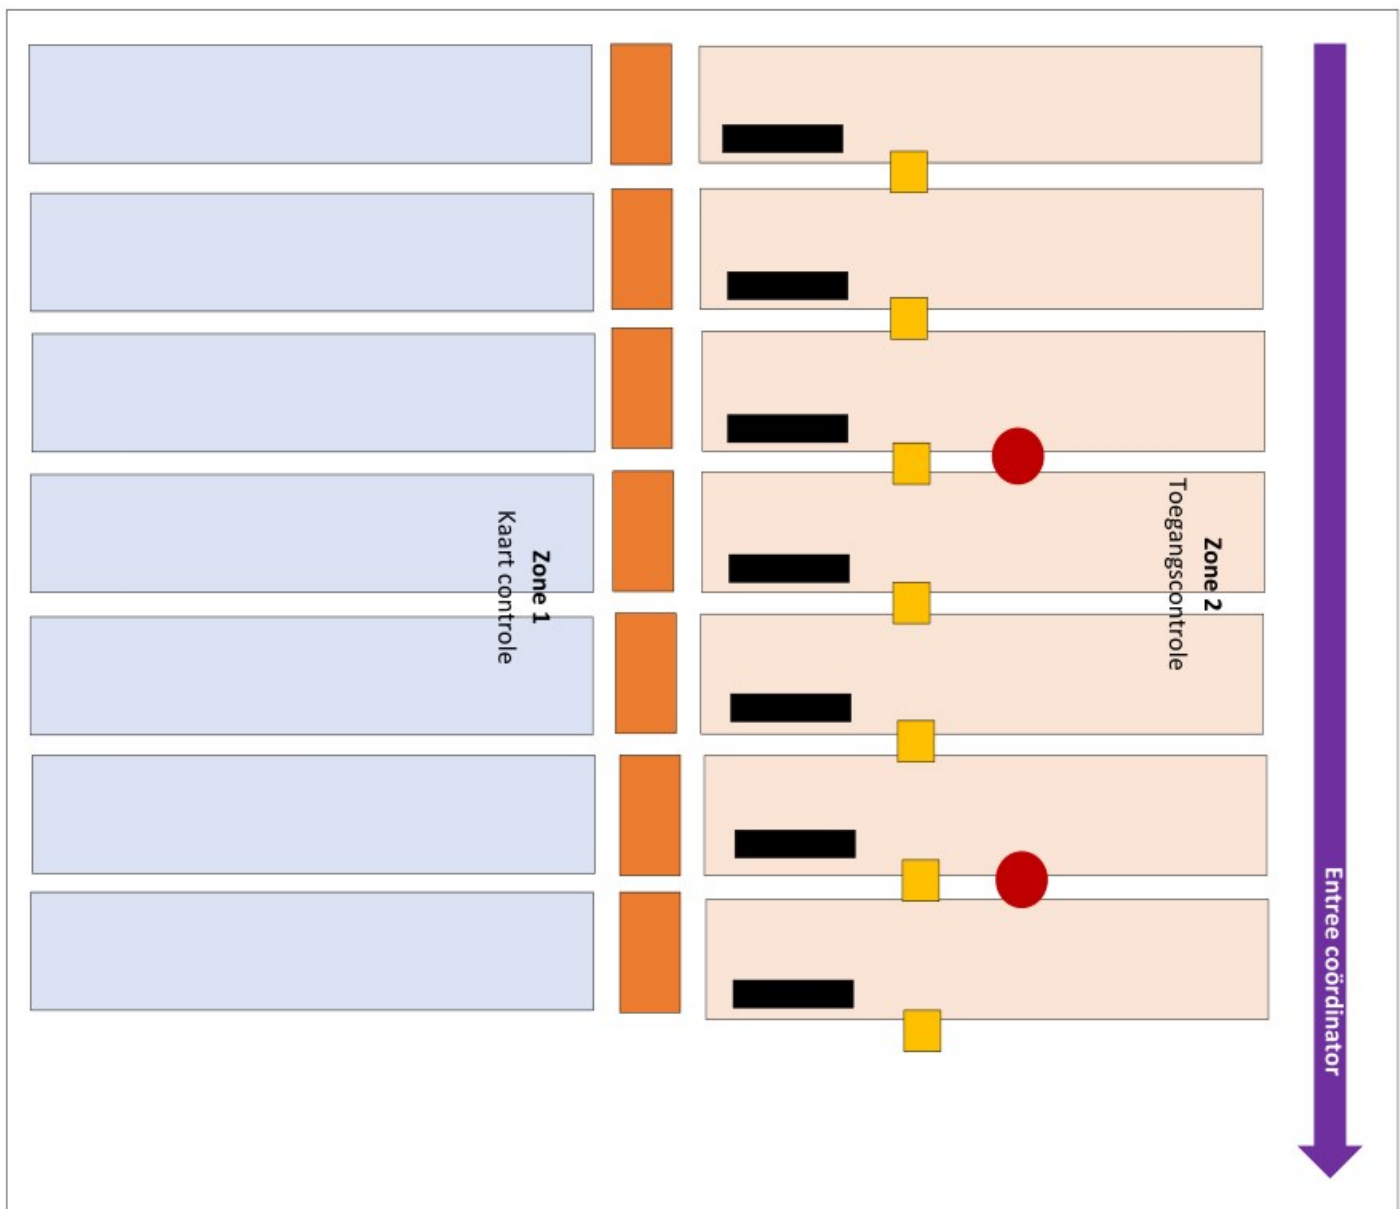 Zone 1
Kaart controle
Zone 2
Toegangscontrole
Entree coördinator